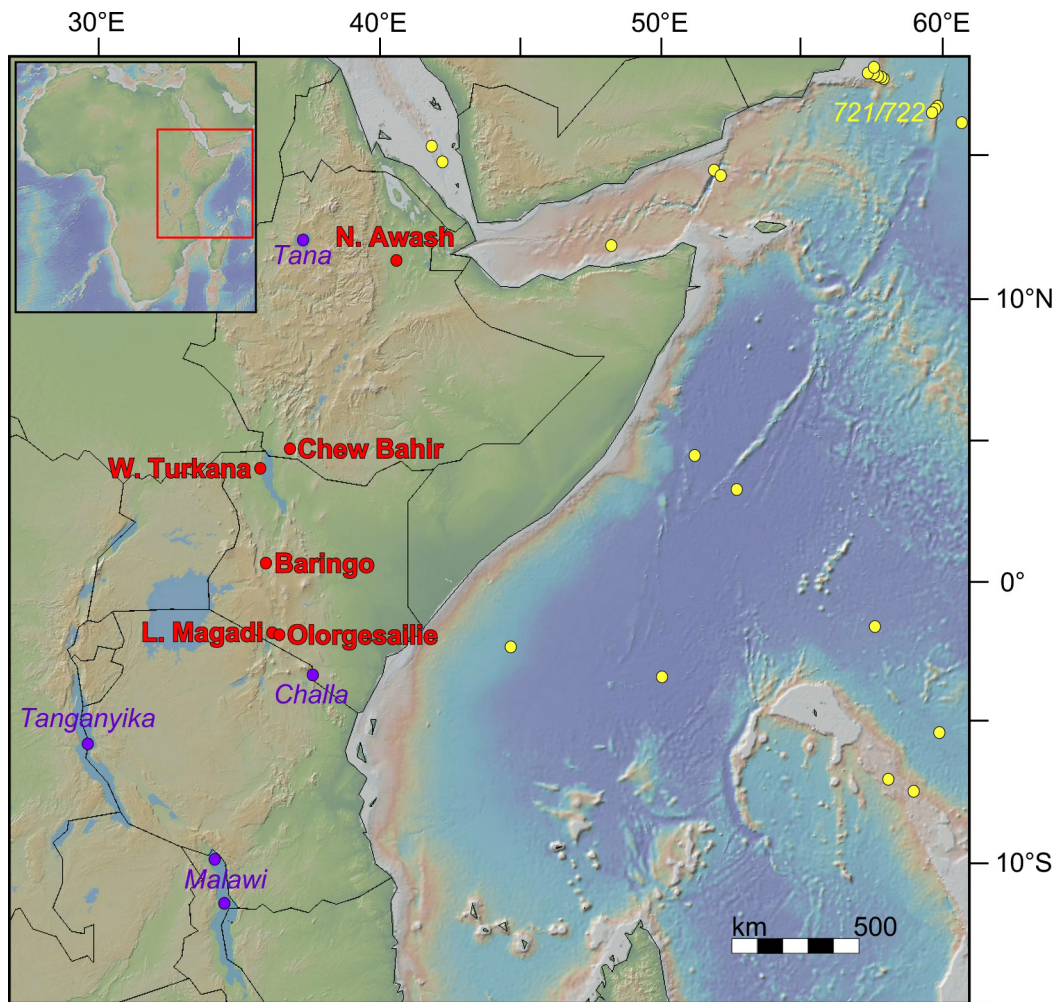 30°E 40°E 50°E 60°E
721/722
N. Awash
Tana
10°N
Chew Bahir
W. Turkana
Baringo
0°
L. Magadi
Olorgesailie
Challa
Tanganyika
10°S
Malawi
km 500